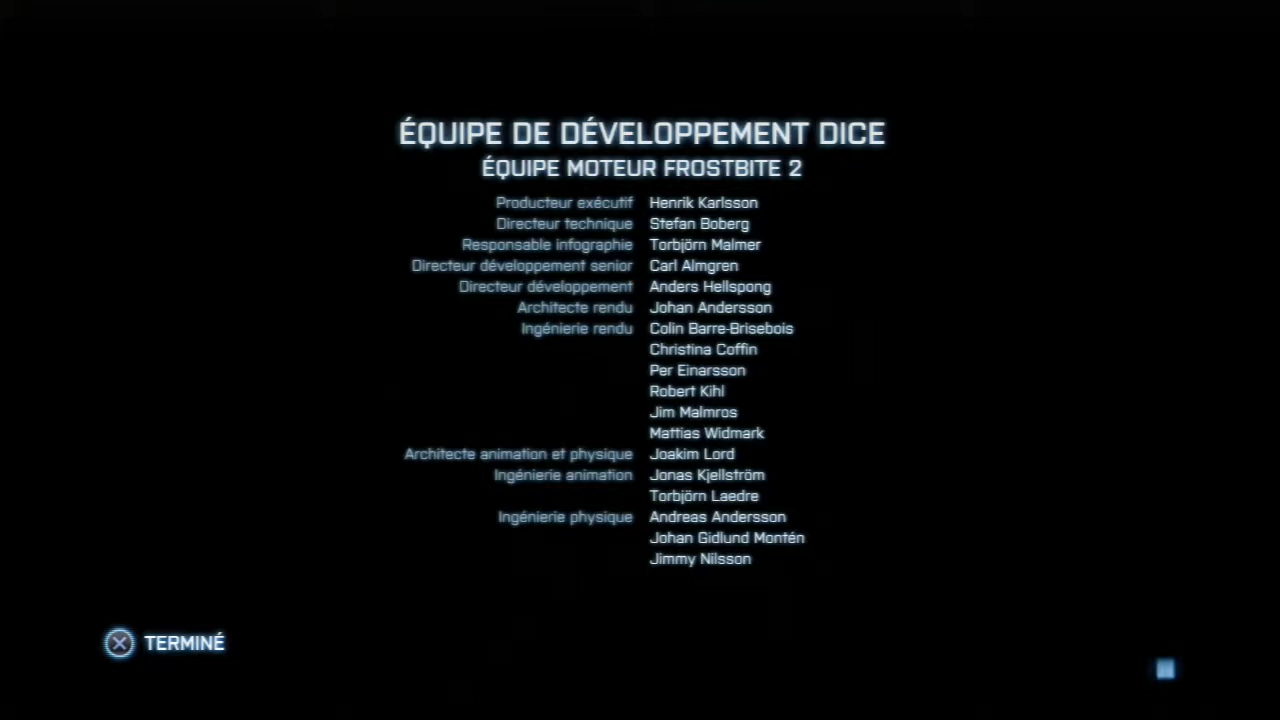 ÉQUIPE DE DÉVELOPPEMENT DICE
ÉQUIPE MOTEUR FROSTBITE 2
Producteur exécutif Henrik Karlsson
Directeur technique Stefan Boberg
Responsable infographie Torbjörn Malmer
Directeur développement senior Carl Almgren
Directeur développement Anders Hellspong
Architecte rendu Johan Andersson
Ingénierie rendu Colin Barre-Brisebois
Christina Coffin
Per Einarsson
Robert Kihl
Jim Malmros
Mattias Widmark
Architecte animation et physique Joakim Lord
Ingénierie animation Jonas Kjellström
Torbjörn Laedre
Ingénierie physique Andreas Andersson
Johan Gidlund Montén
Jimmy Nilsson
TERMINÉ